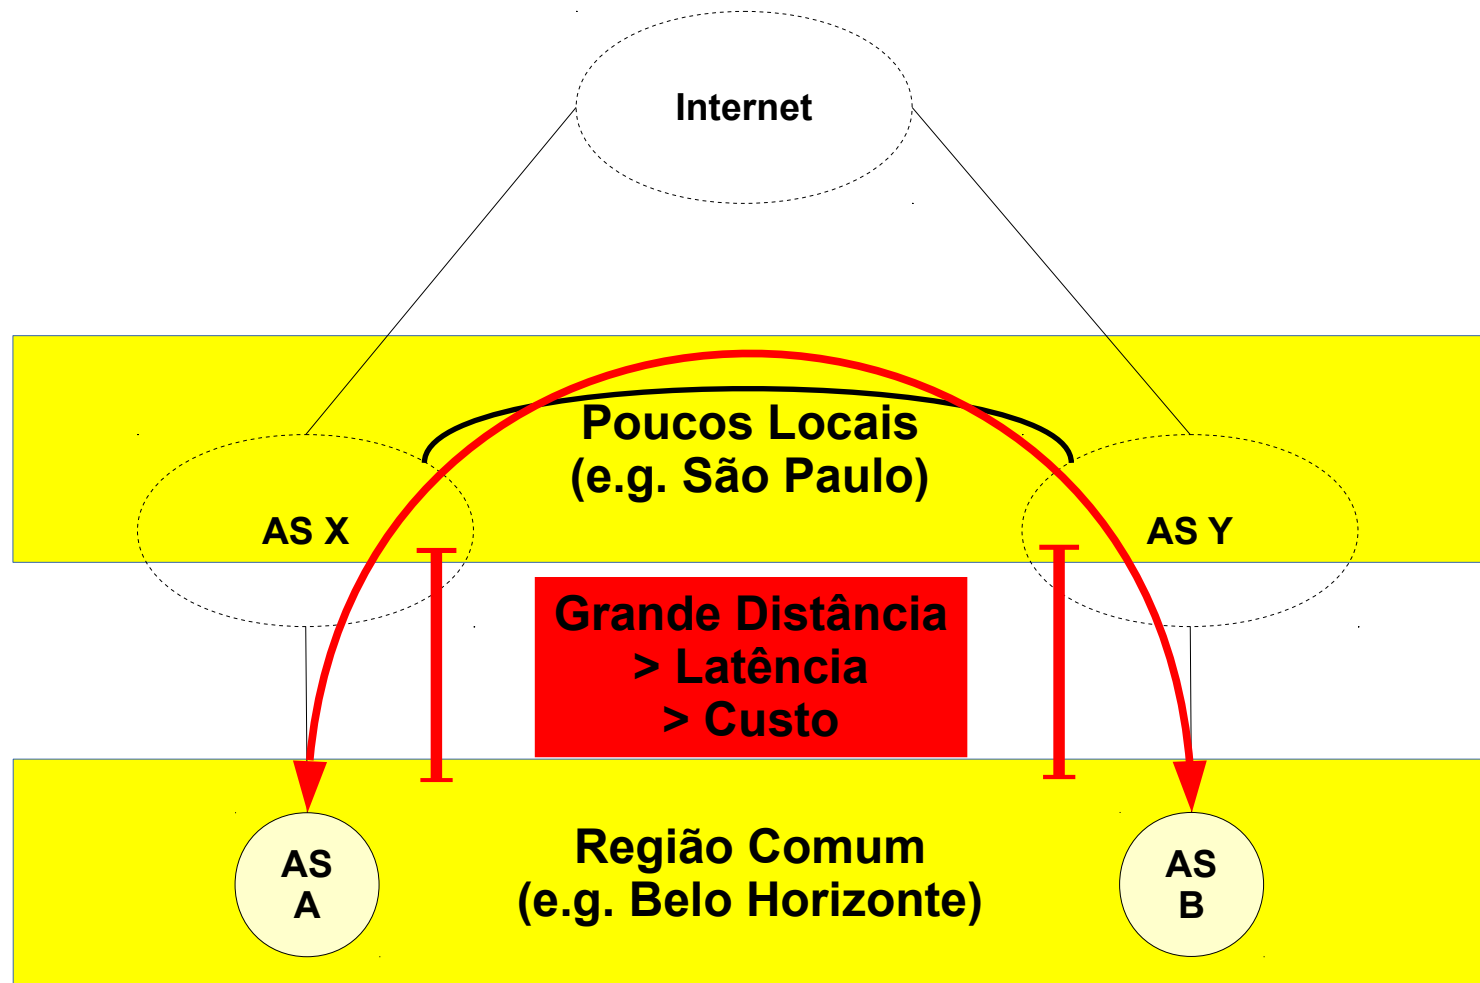 Internet
Poucos Locais
(e.g. São Paulo)
AS X
AS Y
Grande Distância
> Latência
> Custo
Região Comum
(e.g. Belo Horizonte)
AS
A
AS
B